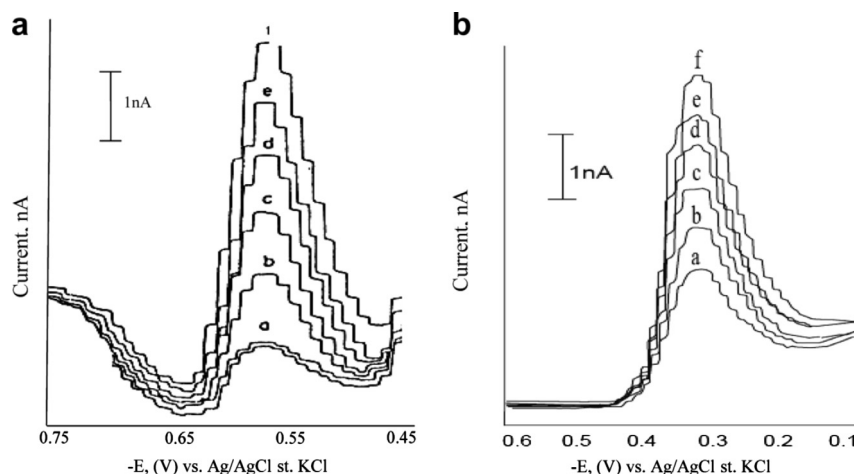 a
1
e
d
c
b
a
1nA
Current. nA
0.75 0.65 0.55 0.45
-E, (V) vs. Ag/AgCl st. KCl
b
f
e
d
c
b
a
1nA
Current. nA
0.6 0.5 0.4 0.3 0.2 0.1
-E, (V) vs. Ag/AgCl st. KCl